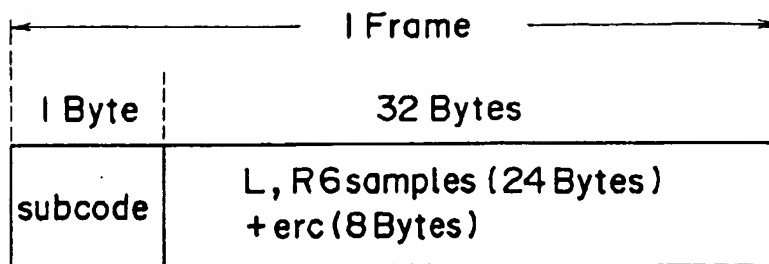 1 Frame
1 Byte
32 Bytes
subcode
L, R6samples (24 Bytes)
+erc (8 Bytes)